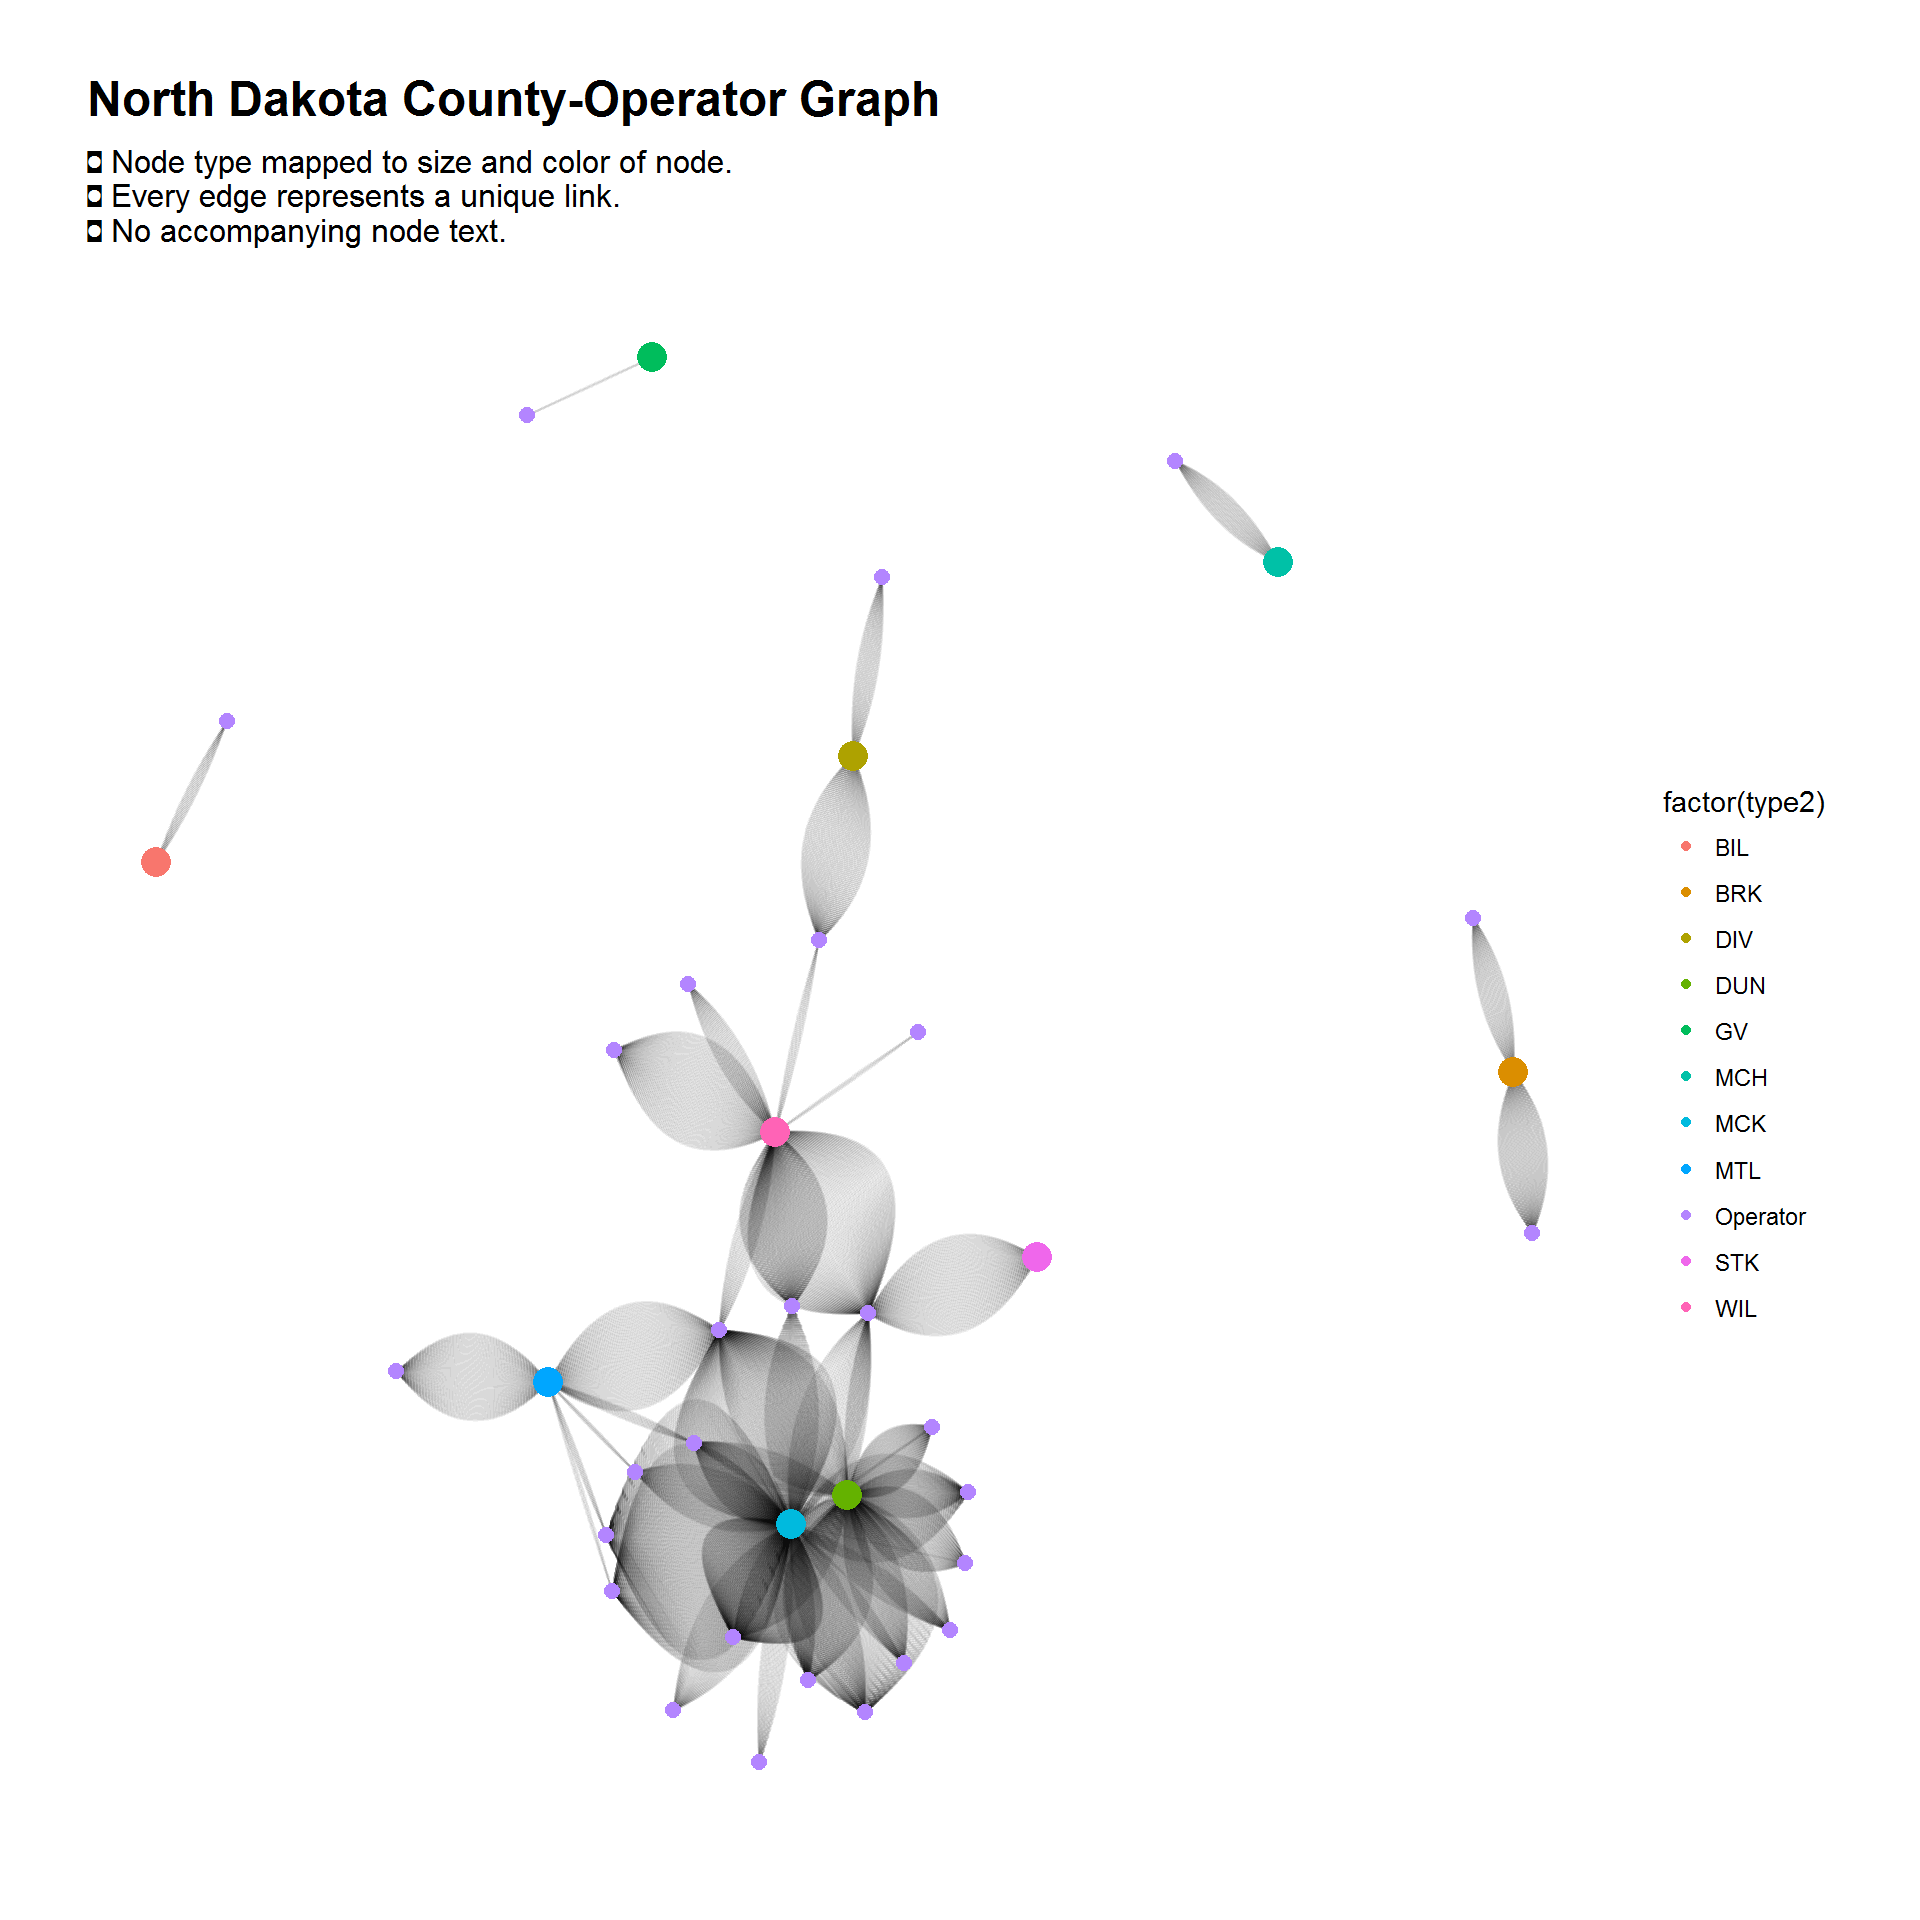 North Dakota County-Operator Graph
◘ Node type mapped to size and color of node.
◘ Every edge represents a unique link.
◘ No accompanying node text.
factor(type2)
BIL
BRK
DIV
DUN
GV
MCH
MCK
MTL
Operator
STK
WIL